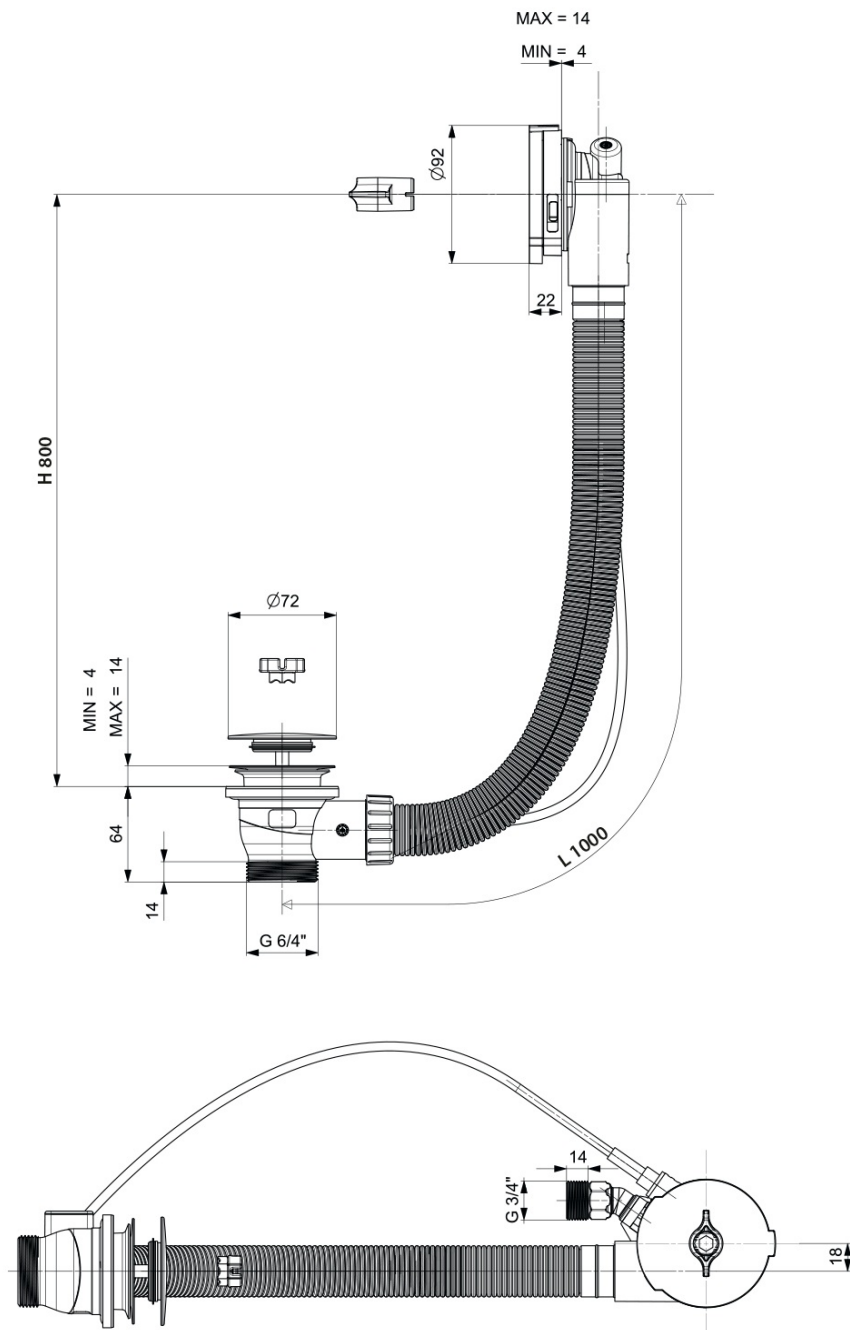 MAX = 14
MIN = 4
Ø92
22
H 800
Ø72
MIN = 4
MAX = 14
64
L 1000
14
G 6/4"
14
G 3/4"
18